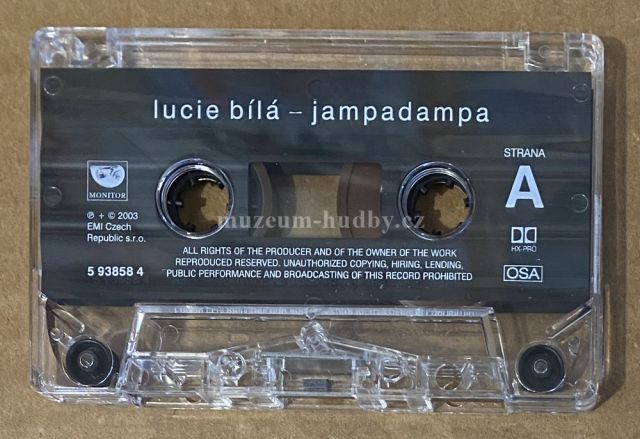 lucie bílá – jampadampa
STRANA
A
MONITOR
℗ + © 2003
EMI Czech
Republic s.r.o.
5 93858 4
muzeum-hudby.cz
HX-PRO
OSA
ALL RIGHTS OF THE PRODUCER AND OF THE OWNER OF THE WORK
REPRODUCED RESERVED. UNAUTHORIZED COPYING, HIRING, LENDING,
PUBLIC PERFORMANCE AND BROADCASTING OF THIS RECORD PROHIBITED